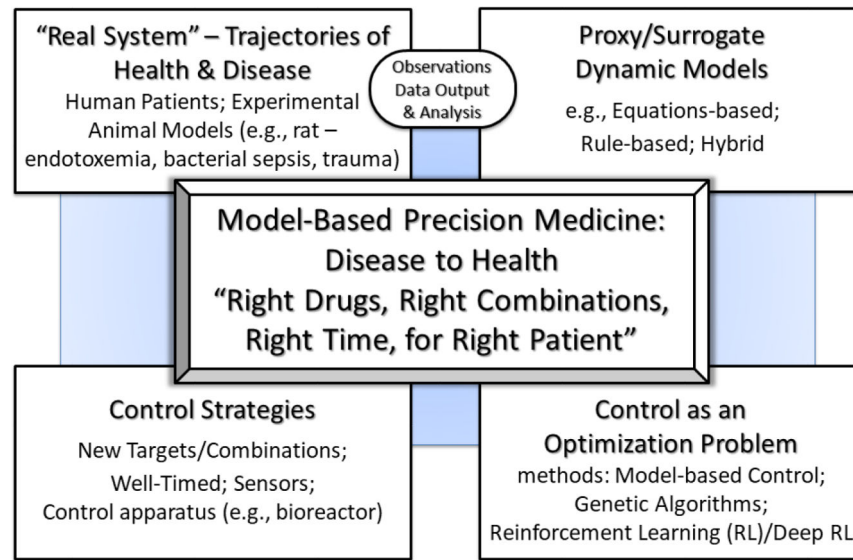 “Real System” – Trajectories of
Health & Disease
Human Patients; Experimental
Animal Models (e.g., rat –
endotoxemia, bacterial sepsis, trauma)
Observations
Data Output
& Analysis
Proxy/Surrogate
Dynamic Models
e.g., Equations-based;
Rule-based; Hybrid
Model-Based Precision Medicine:
Disease to Health
“Right Drugs, Right Combinations,
Right Time, for Right Patient”
Control Strategies
New Targets/Combinations;
Well-Timed; Sensors;
Control apparatus (e.g., bioreactor)
Control as an
Optimization Problem
methods: Model-based Control;
Genetic Algorithms;
Reinforcement Learning (RL)/Deep RL